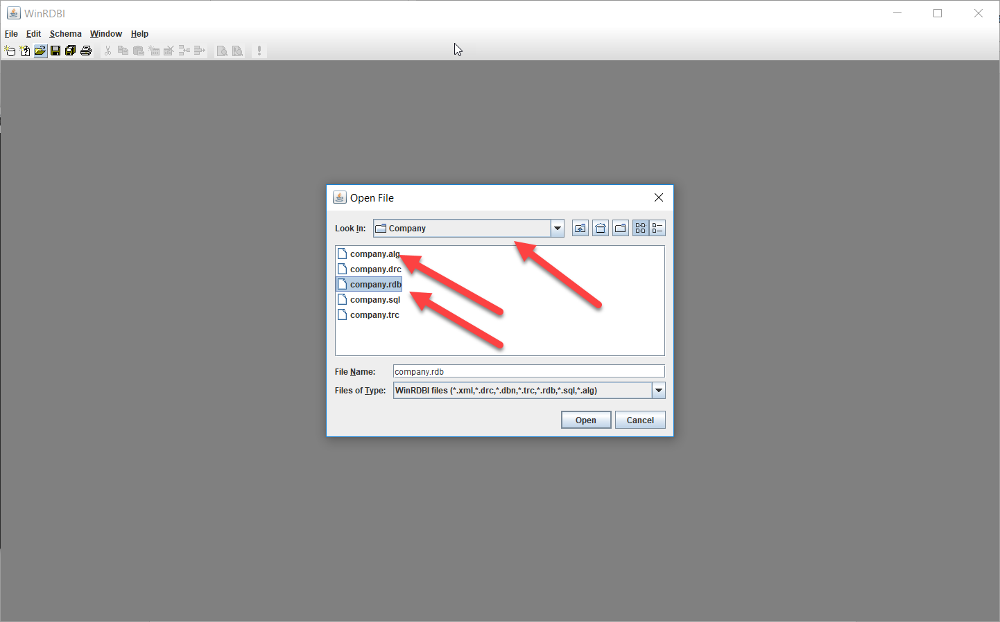 WinRDBI
File Edit Schema Window Help
Open File
Look In: Company
company.alg
company.drc
company.rdb
company.sql
company.trc
File Name: company.rdb
Files of Type: WinRDBI files (*.xml,*.drc,*.dbn,*.trc,*.rdb,*.sql,*.alg)
Open Cancel